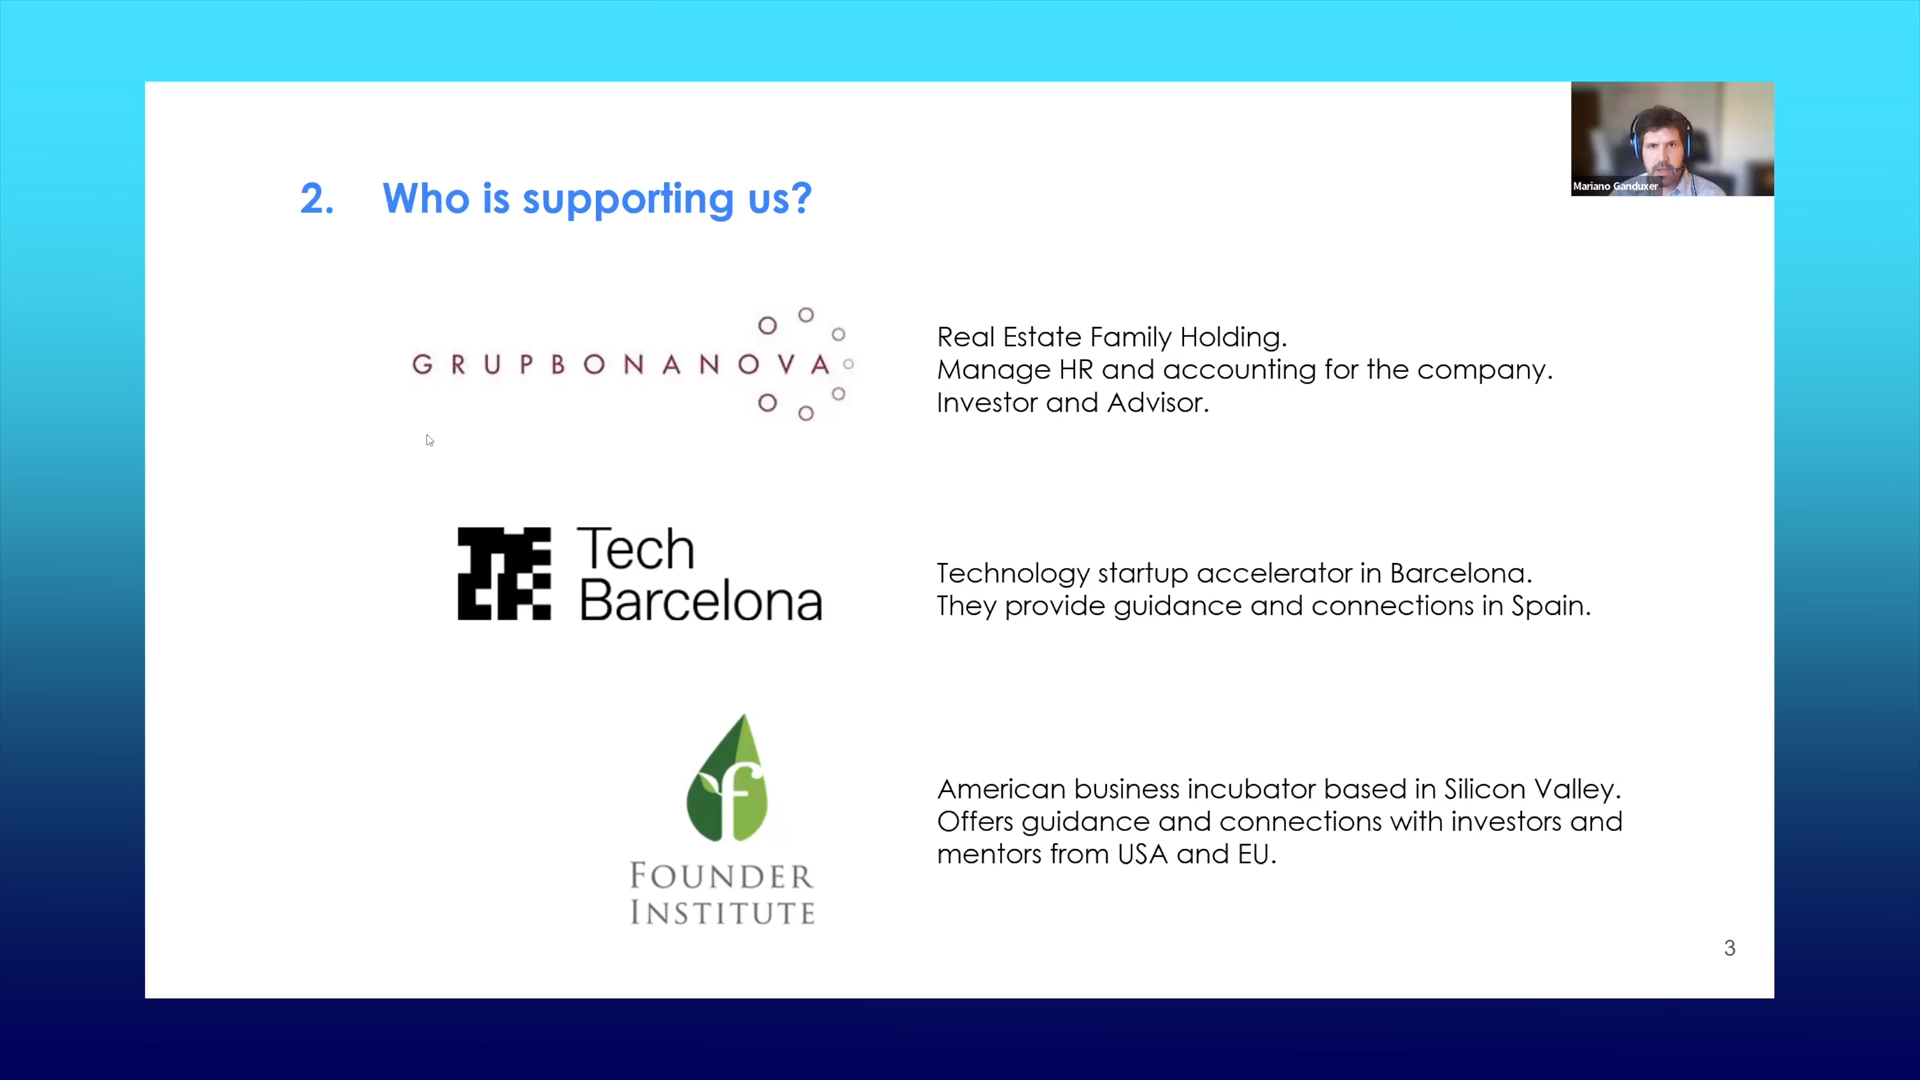 Mariano Ganduxer
2. Who is supporting us?
GRUPBONANOVA
Real Estate Family Holding.
Manage HR and accounting for the company.
Investor and Advisor.
Tech
Barcelona
Technology startup accelerator in Barcelona.
They provide guidance and connections in Spain.
f
FOUNDER
INSTITUTE
American business incubator based in Silicon Valley.
Offers guidance and connections with investors and
mentors from USA and EU.
3